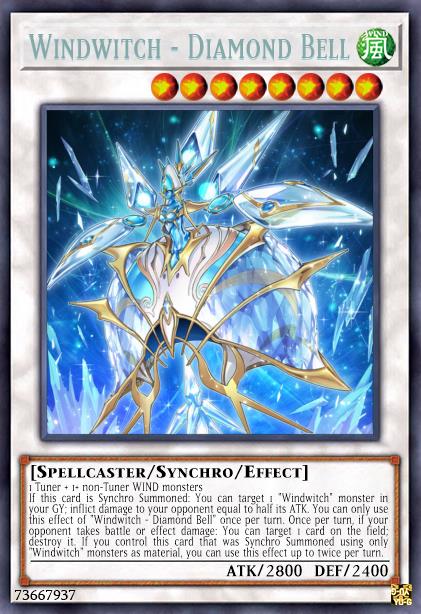 WINDWITCH - DIAMOND BELL
WIND
風
[SPELLCASTER/SYNCHRO/EFFECT]
1 Tuner + 1+ non-Tuner WIND monsters
If this card is Synchro Summoned: You can target 1 "Windwitch" monster in
your GY; inflict damage to your opponent equal to half its ATK. You can only use
this effect of "Windwitch - Diamond Bell" once per turn. Once per turn, if your
opponent takes battle or effect damage: You can target 1 card on the field;
destroy it. If you control this card that was Synchro Summoned using only
"Windwitch" monsters as material, you can use this effect up to twice per turn.
ATK/2800 DEF/2400
73667937